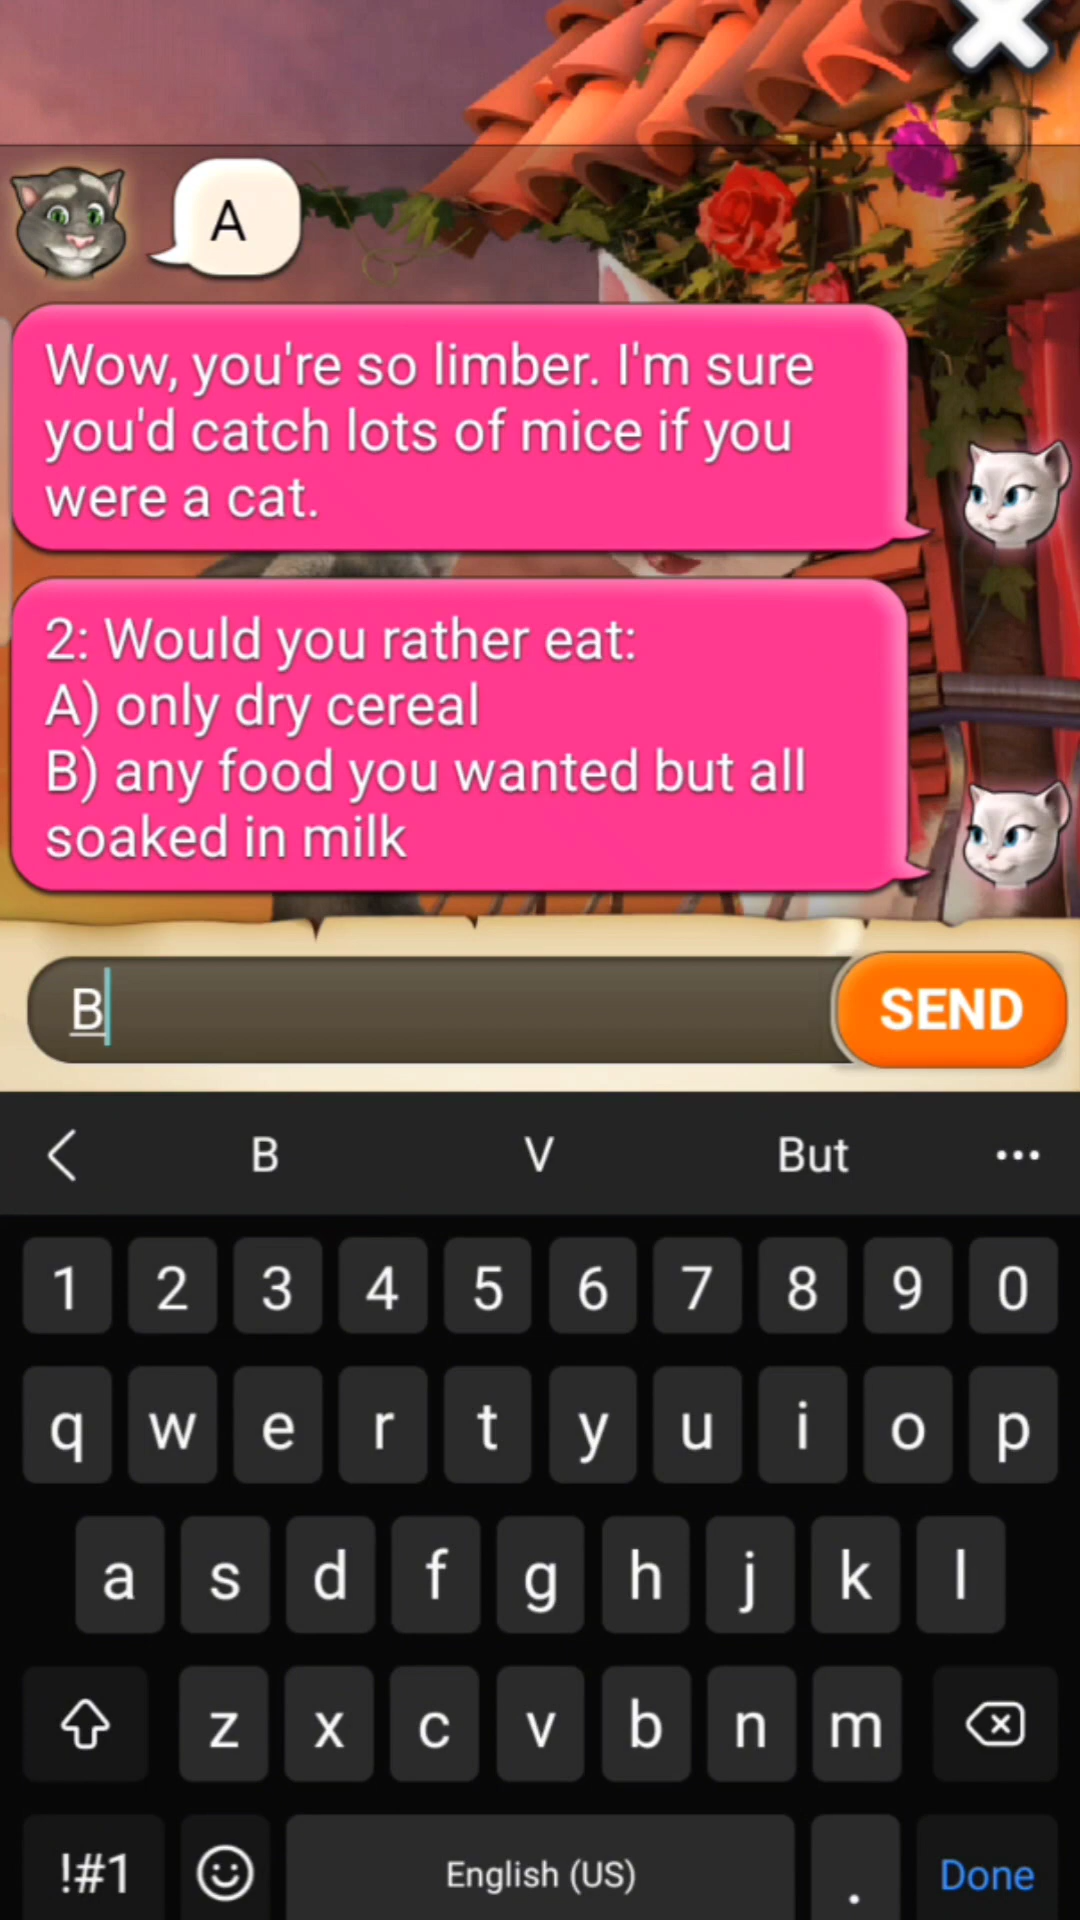 A
Wow, you're so limber. I'm sure
you'd catch lots of mice if you
were a cat.
2: Would you rather eat:
A) only dry cereal
B) any food you wanted but all
soaked in milk
B
SEND
B V But ...
1 2 3 4 5 6 7 8 9 0
q w e r t y u i o p
a s d f g h j k l
z x c v b n m
!#1 English (US) . Done